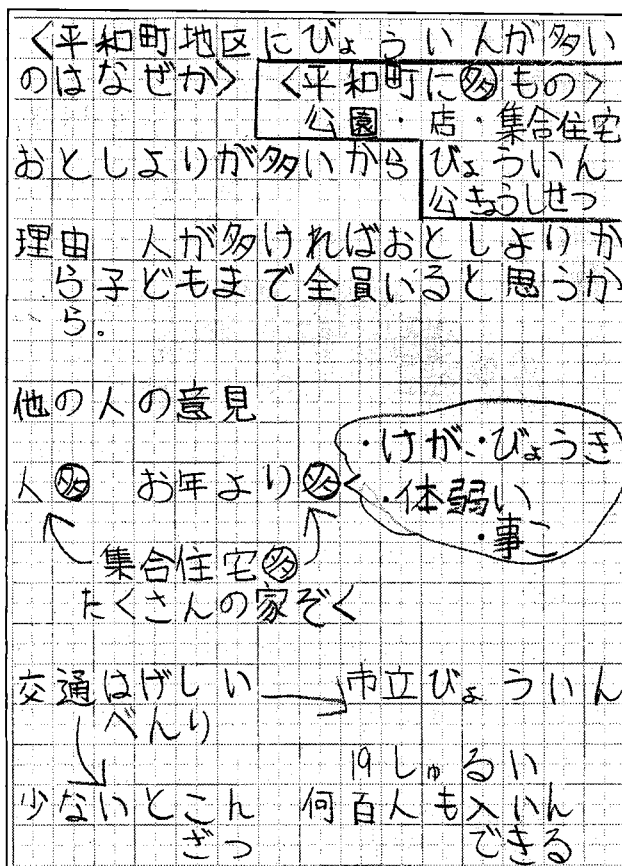 〈平和町地区にびょういんが多い
のはなぜか〉
〈平和町に多もの〉
公園・店・集合住宅
びょういん
公きょうしせつ
おとしよりが多いから
理由 人が多ければおとしよりか
ら子どもまで全員いると思うか
ら。
他の人の意見
人多 お年より多
・けが、・びょうき
・体弱い
・事こ
集合住宅多
たくさんの家ぞく
交通はげしい → 市立びょういん
べんり
19しゅるい
少ないとこん
ざつ
何百人も入いん
できる